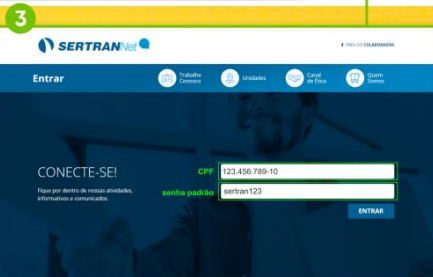 3
SERTRANNet
ÁREA DO COLABORADOR
Entrar
Trabalhe Conosco
Unidades
Canal de Ética
Quem Somos
CONECTE-SE!
Fique por dentro de nossas atividades,
informativos e comunicados.
CPF 123.456.789-10
senha padrão sertran123
ENTRAR